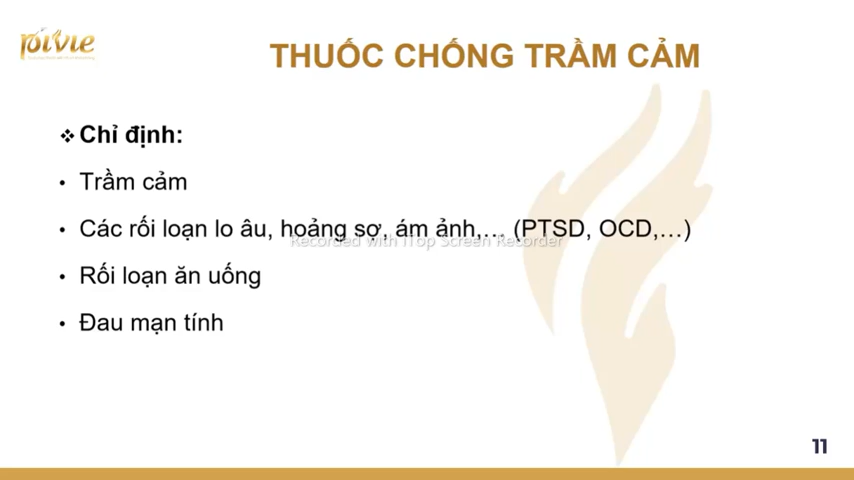 pivie
THUỐC CHỐNG TRẦM CẢM
❖ Chỉ định:
• Trầm cảm
• Các rối loạn lo âu, hoảng sợ, ám ảnh,… (PTSD, OCD,…)
Recorded with iTop Screen Recorder
• Rối loạn ăn uống
• Đau mạn tính
11